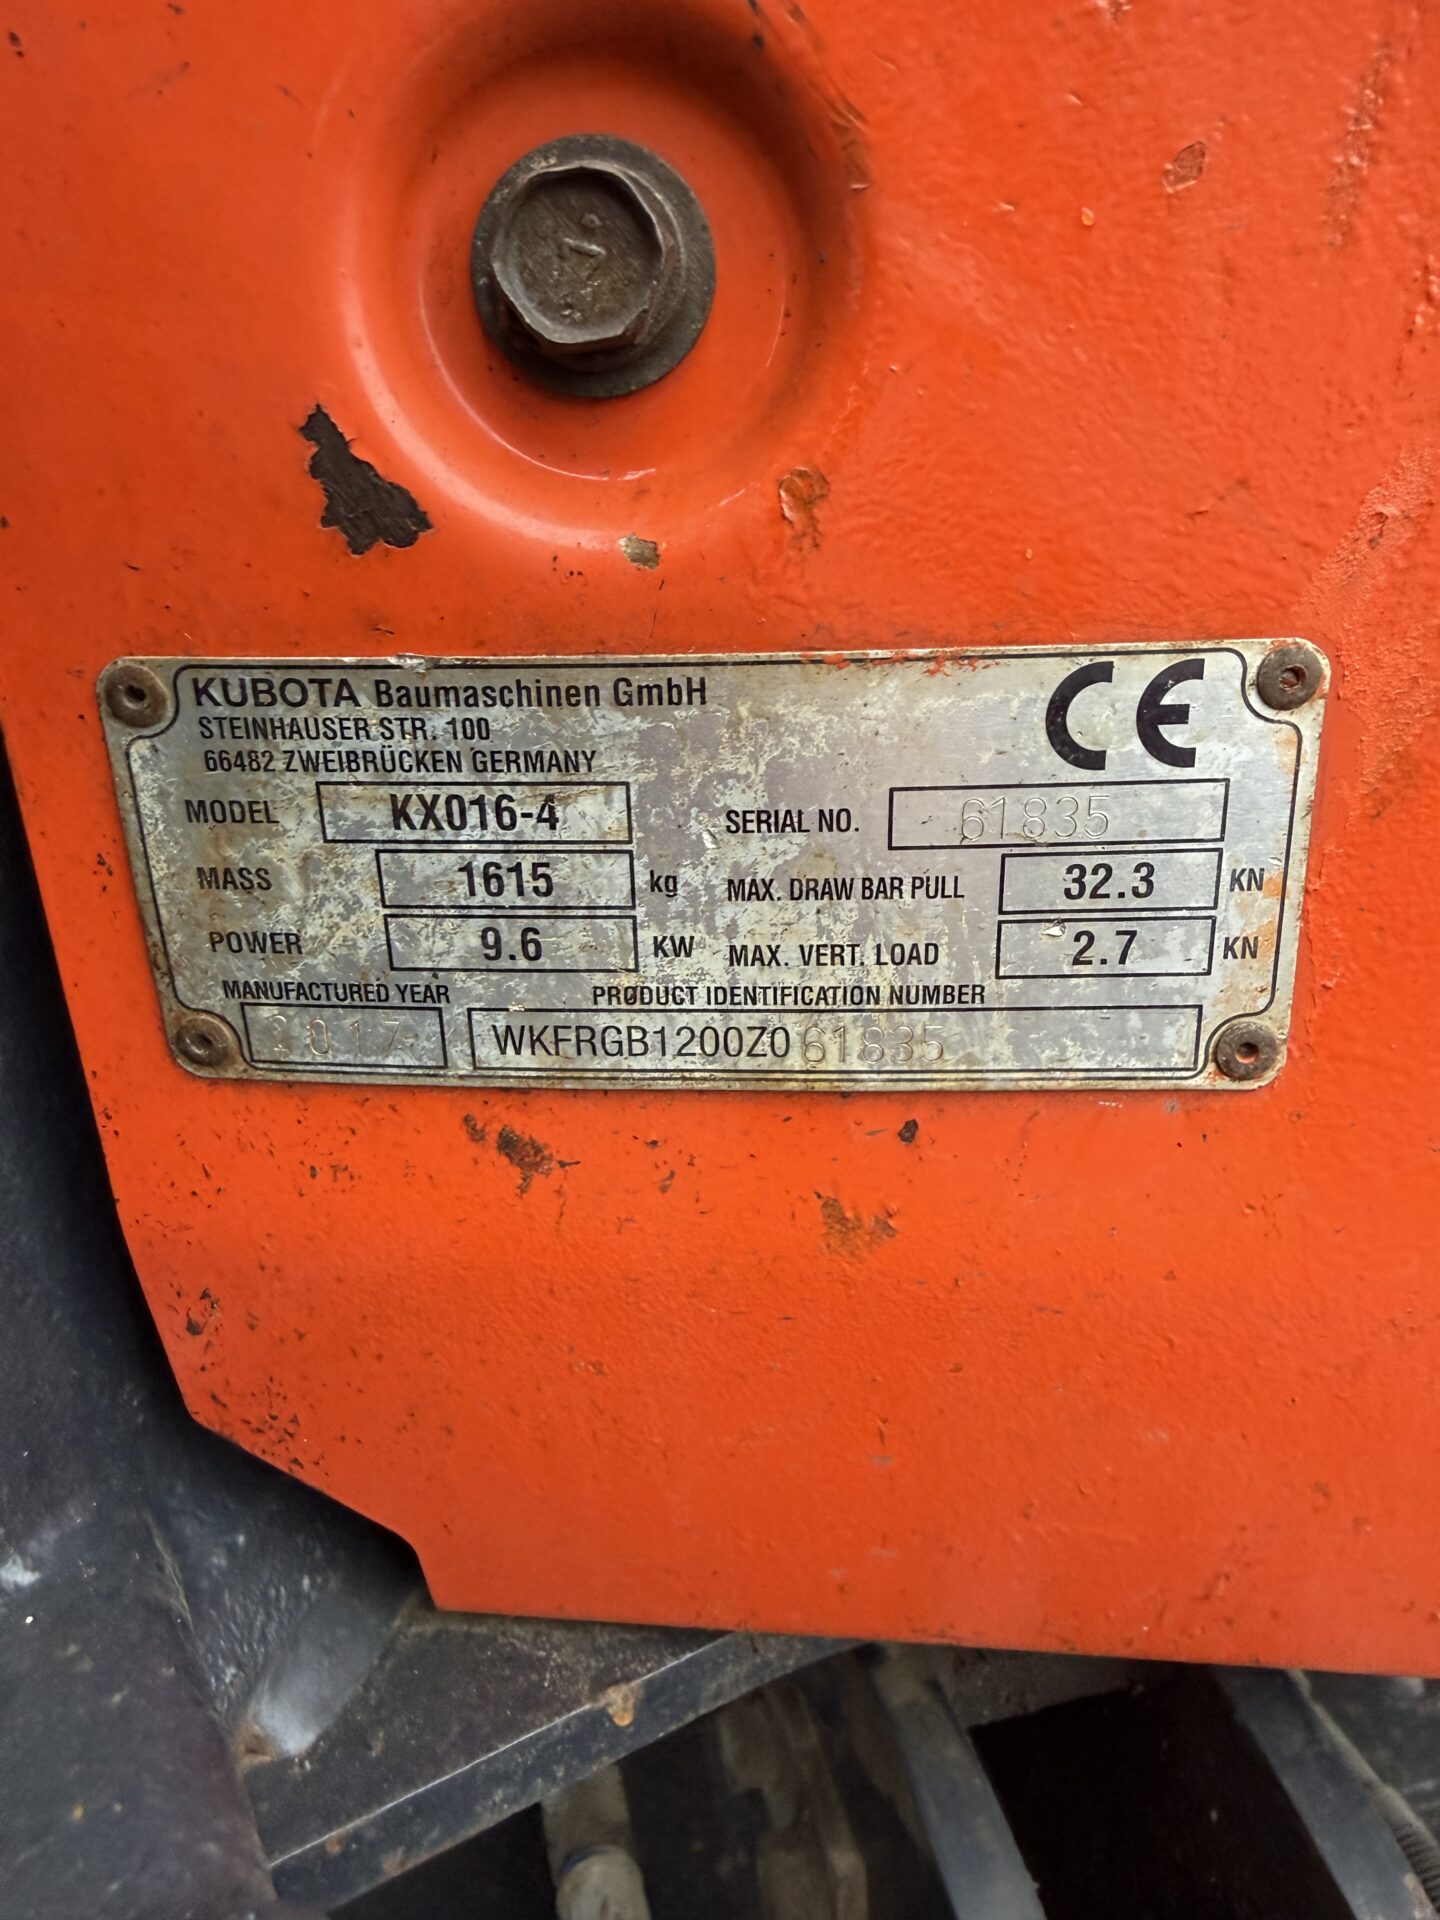 KUBOTA Baumaschinen GmbH
STEINHAUSER STR. 100
66482 ZWEIBRÜCKEN GERMANY
CE
MODEL KX016-4 SERIAL NO. 61835
MASS 1615 kg MAX. DRAW BAR PULL 32.3 KN
POWER 9.6 KW MAX. VERT. LOAD 2.7 KN
MANUFACTURED YEAR PRODUCT IDENTIFICATION NUMBER
2017 WKFRGB1200Z061835